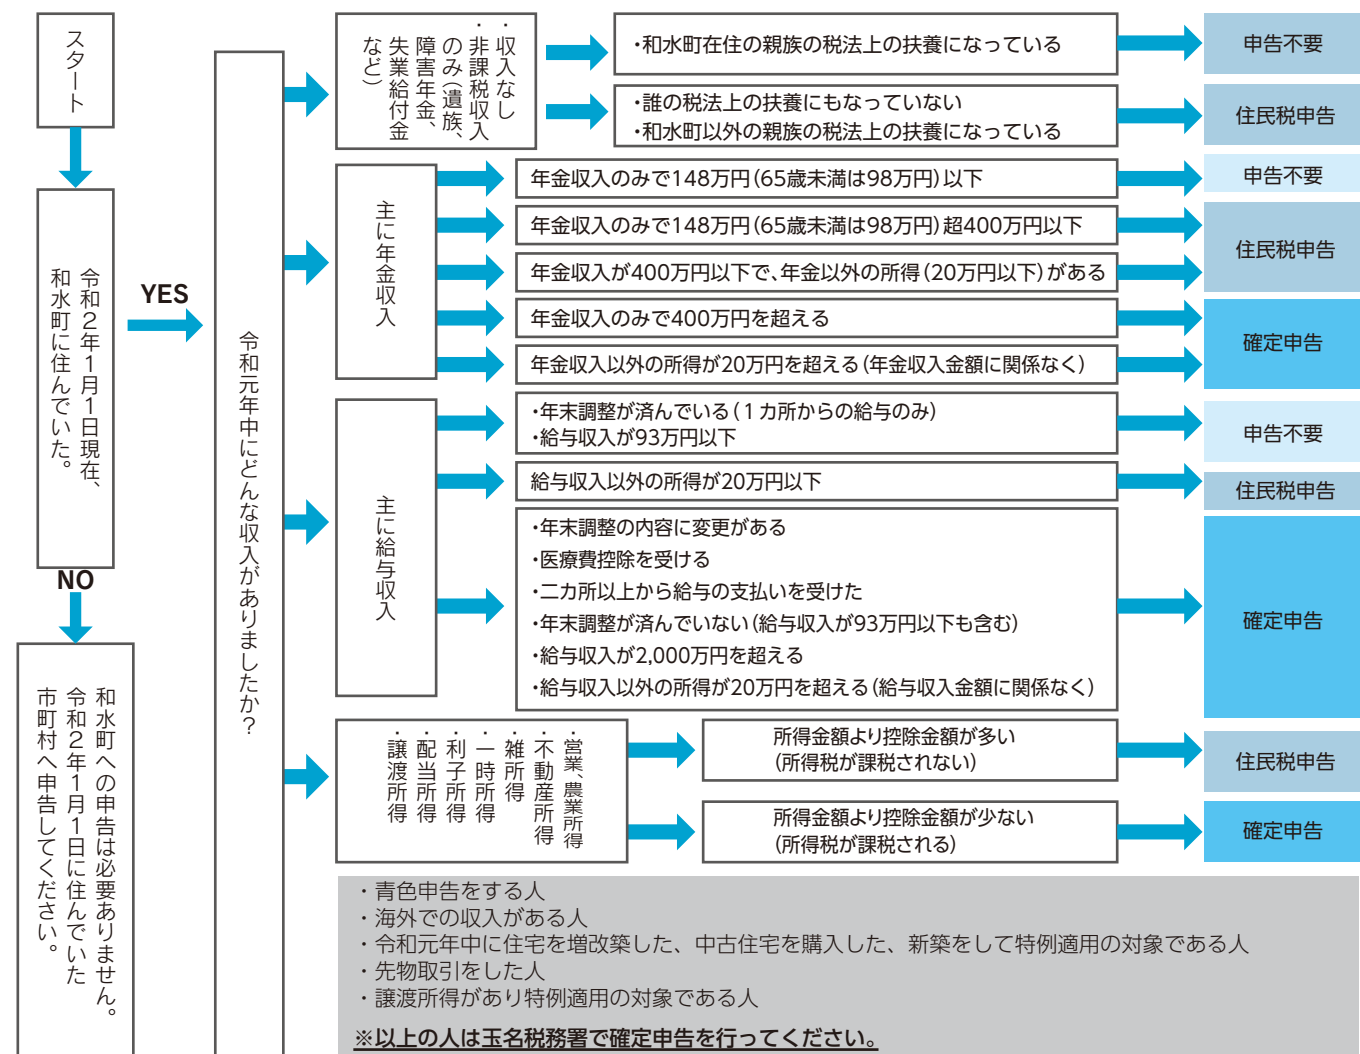 スタート
令和2年1月1日現在、
和水町に住んでいた。
YES
NO
和水町への申告は必要ありません。
令和2年1月1日に住んでいた
市町村へ申告してください。
令和元年中にどんな収入がありましたか?
・収入なし
・非課税収入
のみ(遺族、
障害年金、
失業給付金
など)
・和水町在住の親族の税法上の扶養になっている
申告不要
・誰の税法上の扶養にもなっていない
・和水町以外の親族の税法上の扶養になっている
住民税申告
主に年金収入
年金収入のみで148万円(65歳未満は98万円)以下
申告不要
年金収入のみで148万円(65歳未満は98万円)超400万円以下
年金収入が400万円以下で、年金以外の所得(20万円以下)がある
住民税申告
年金収入のみで400万円を超える
年金収入以外の所得が20万円を超える(年金収入金額に関係なく)
確定申告
主に給与収入
・年末調整が済んでいる(1カ所からの給与のみ)
・給与収入が93万円以下
申告不要
給与収入以外の所得が20万円以下
住民税申告
・年末調整の内容に変更がある
・医療費控除を受ける
・二カ所以上から給与の支払いを受けた
・年末調整が済んでいない(給与収入が93万円以下も含む)
・給与収入が2,000万円を超える
・給与収入以外の所得が20万円を超える(給与収入金額に関係なく)
確定申告
・営業、農業所得
・不動産所得
・雑所得
・一時所得
・利子所得
・配当所得
・譲渡所得
所得金額より控除金額が多い
(所得税が課税されない)
住民税申告
所得金額より控除金額が少ない
(所得税が課税される)
確定申告
・青色申告をする人
・海外での収入がある人
・令和元年中に住宅を増改築した、中古住宅を購入した、新築をして特例適用の対象である人
・先物取引をした人
・譲渡所得があり特例適用の対象である人
※以上の人は玉名税務署で確定申告を行ってください。